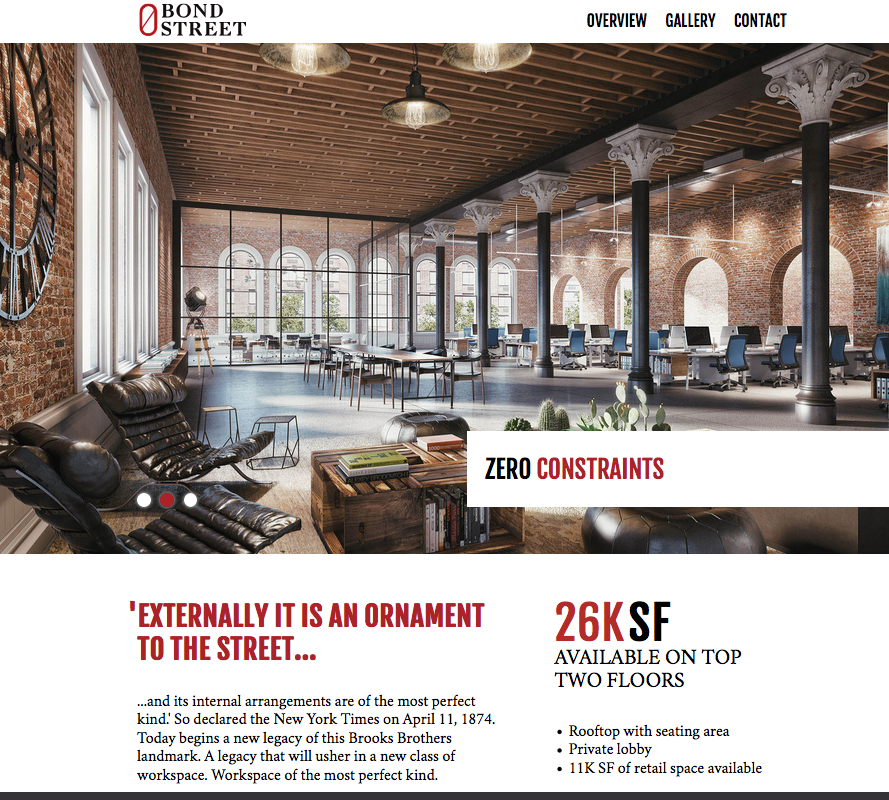 0 BOND
STREET
OVERVIEW GALLERY CONTACT
ZERO CONSTRAINTS
'EXTERNALLY IT IS AN ORNAMENT
TO THE STREET...
...and its internal arrangements are of the most perfect
kind.' So declared the New York Times on April 11, 1874.
Today begins a new legacy of this Brooks Brothers
landmark. A legacy that will usher in a new class of
workspace. Workspace of the most perfect kind.
26K SF
AVAILABLE ON TOP
TWO FLOORS
• Rooftop with seating area
• Private lobby
• 11K SF of retail space available